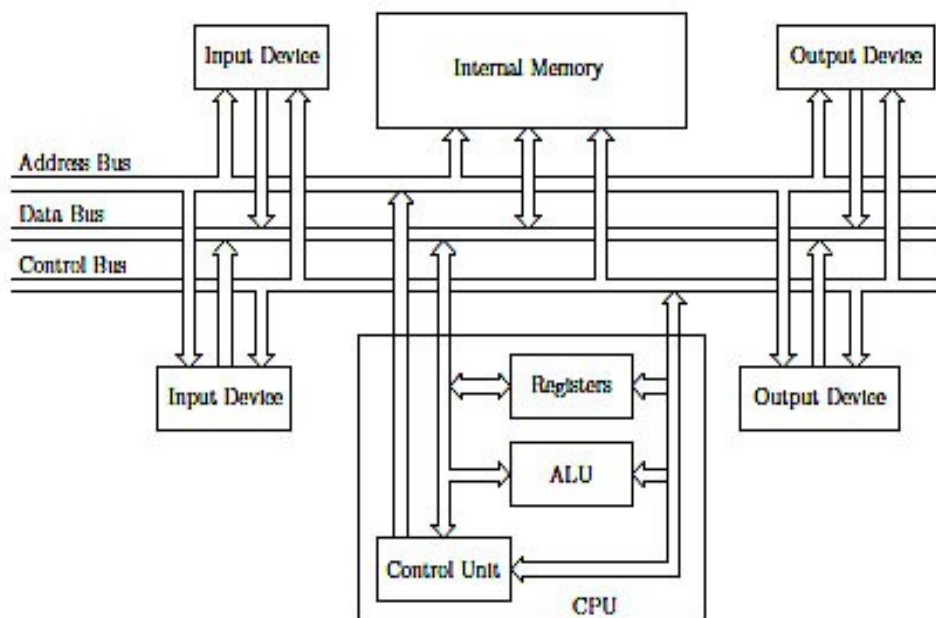 Input Device
Internal Memory
Output Device
Address Bus
Data Bus
Control Bus
Input Device
Registers
Output Device
ALU
Control Unit
CPU